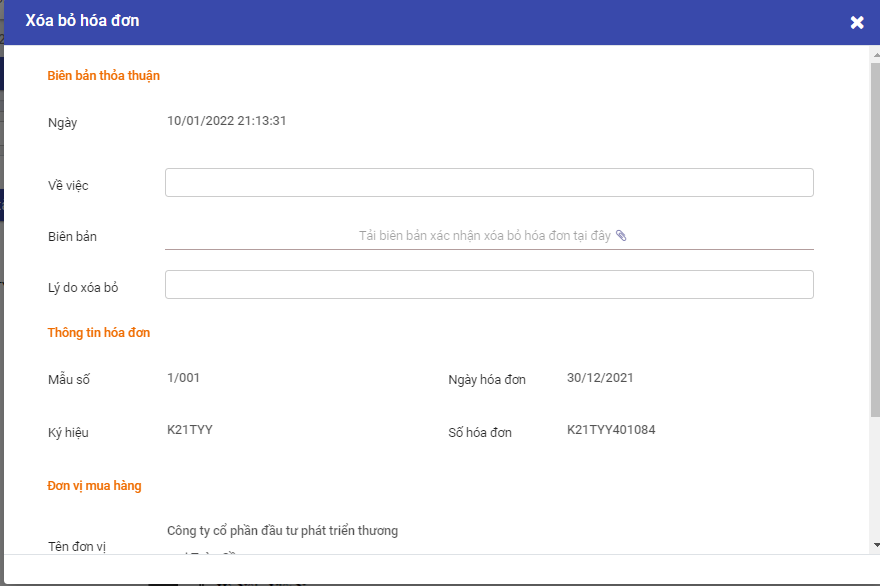 Xóa bỏ hóa đơn
Biên bản thỏa thuận
Ngày 10/01/2022 21:13:31
Về việc
Biên bản Tải biên bản xác nhận xóa bỏ hóa đơn tại đây
Lý do xóa bỏ
Thông tin hóa đơn
Mẫu số 1/001 Ngày hóa đơn 30/12/2021
Ký hiệu K21TYY Số hóa đơn K21TYY401084
Đơn vị mua hàng
Công ty cổ phần đầu tư phát triển thương
Tên đơn vị